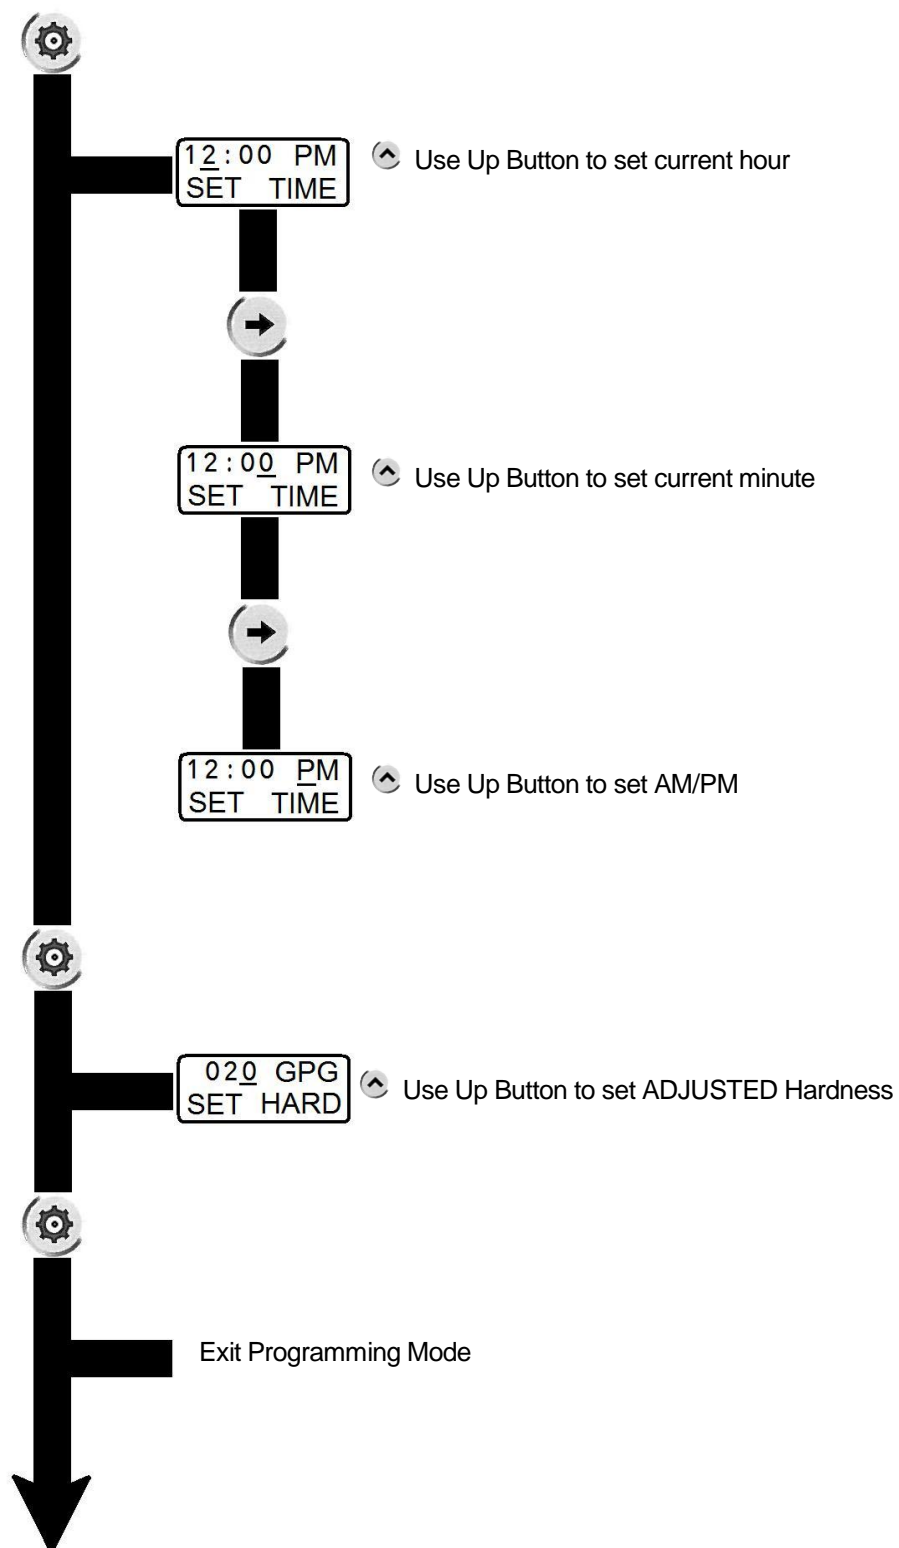 12:00 PM
SET TIME
Use Up Button to set current hour
12:00 PM
SET TIME
Use Up Button to set current minute
12:00 PM
SET TIME
Use Up Button to set AM/PM
020 GPG
SET HARD
Use Up Button to set ADJUSTED Hardness
Exit Programming Mode